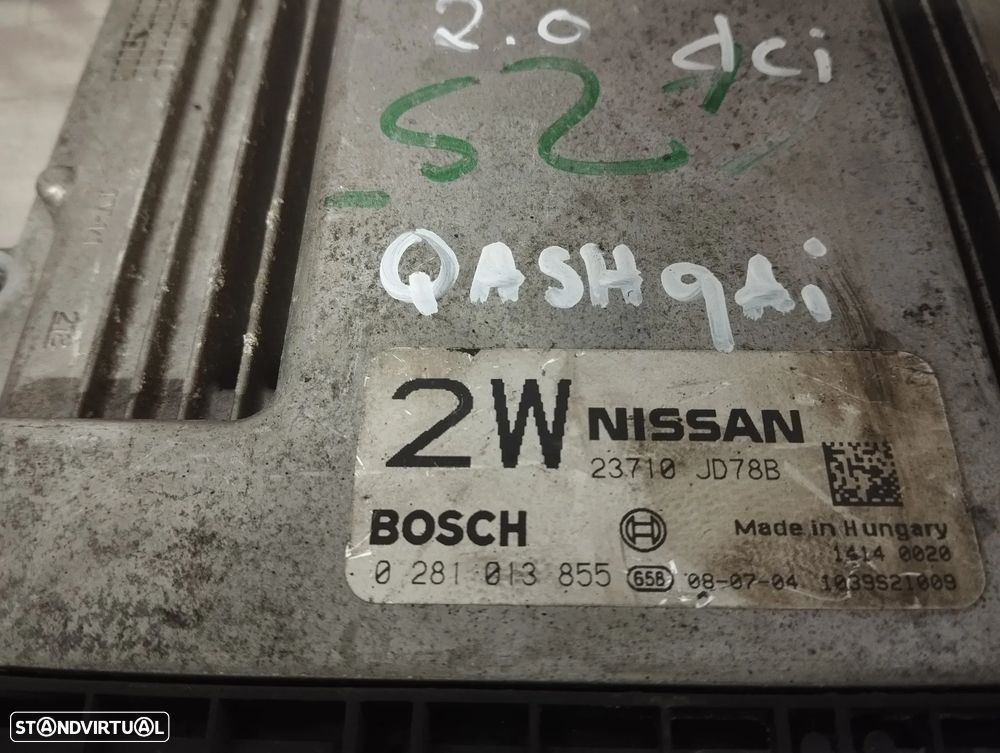 2.0 dci
527
QASHqAi
2W NISSAN
23710 JD78B
BOSCH
Made in Hungary
1414 0020
0 281 013 855 658 08-07-04 1039S21009
STANDVIRTUAL